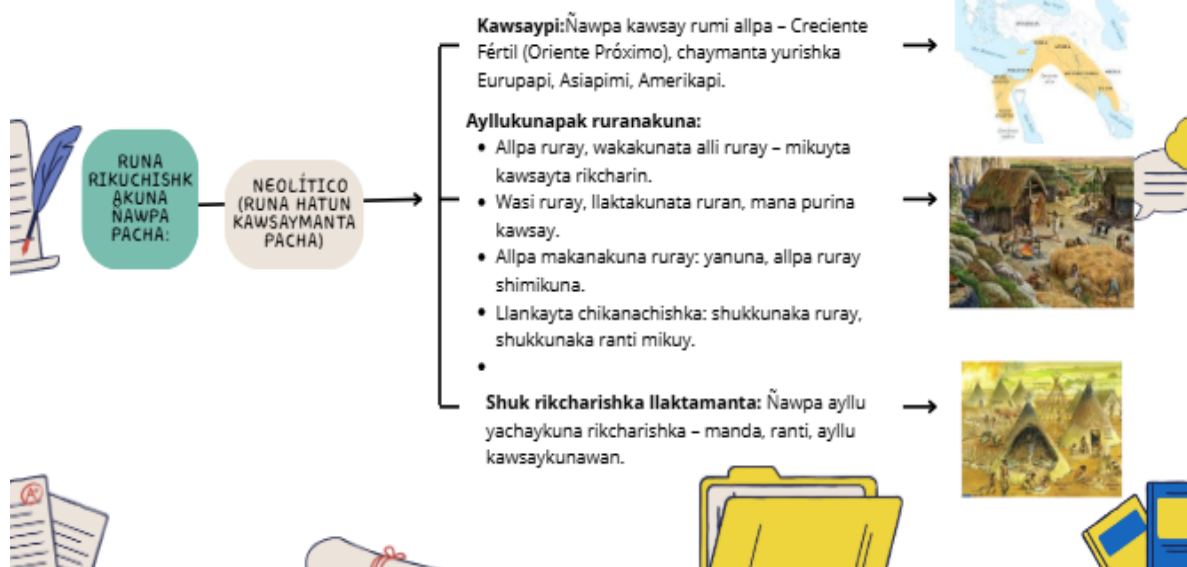 RUNA
RIKUCHISHK
AKUNA
ÑAWPA
PACHA:
NEOLÍTICO
(RUNA HATUN
KAWSAYMANTA
PACHA)
Kawsaypi:Ñawpa kawsay rumi allpa – Creciente
Fértil (Oriente Próximo), chaymanta yurishka
Eurupapi, Asiapimi, Amerikapi.
Ayllukunapak ruranakuna:
• Allpa ruray, wakakunata alli ruray – mikuyta
kawsayta rikcharin.
• Wasi ruray, llaktakunata ruran, mana purina
kawsay.
• Allpa makanakuna ruray: yanuna, allpa ruray
shimikuna.
• Llankayta chikanachishka: shukkunaka ruray,
shukkunaka ranti mikuy.
•
Shuk rikcharishka llaktamanta: Ñawpa ayllu
yachaykuna rikcharishka – manda, ranti, ayllu
kawsaykunawan.
A+